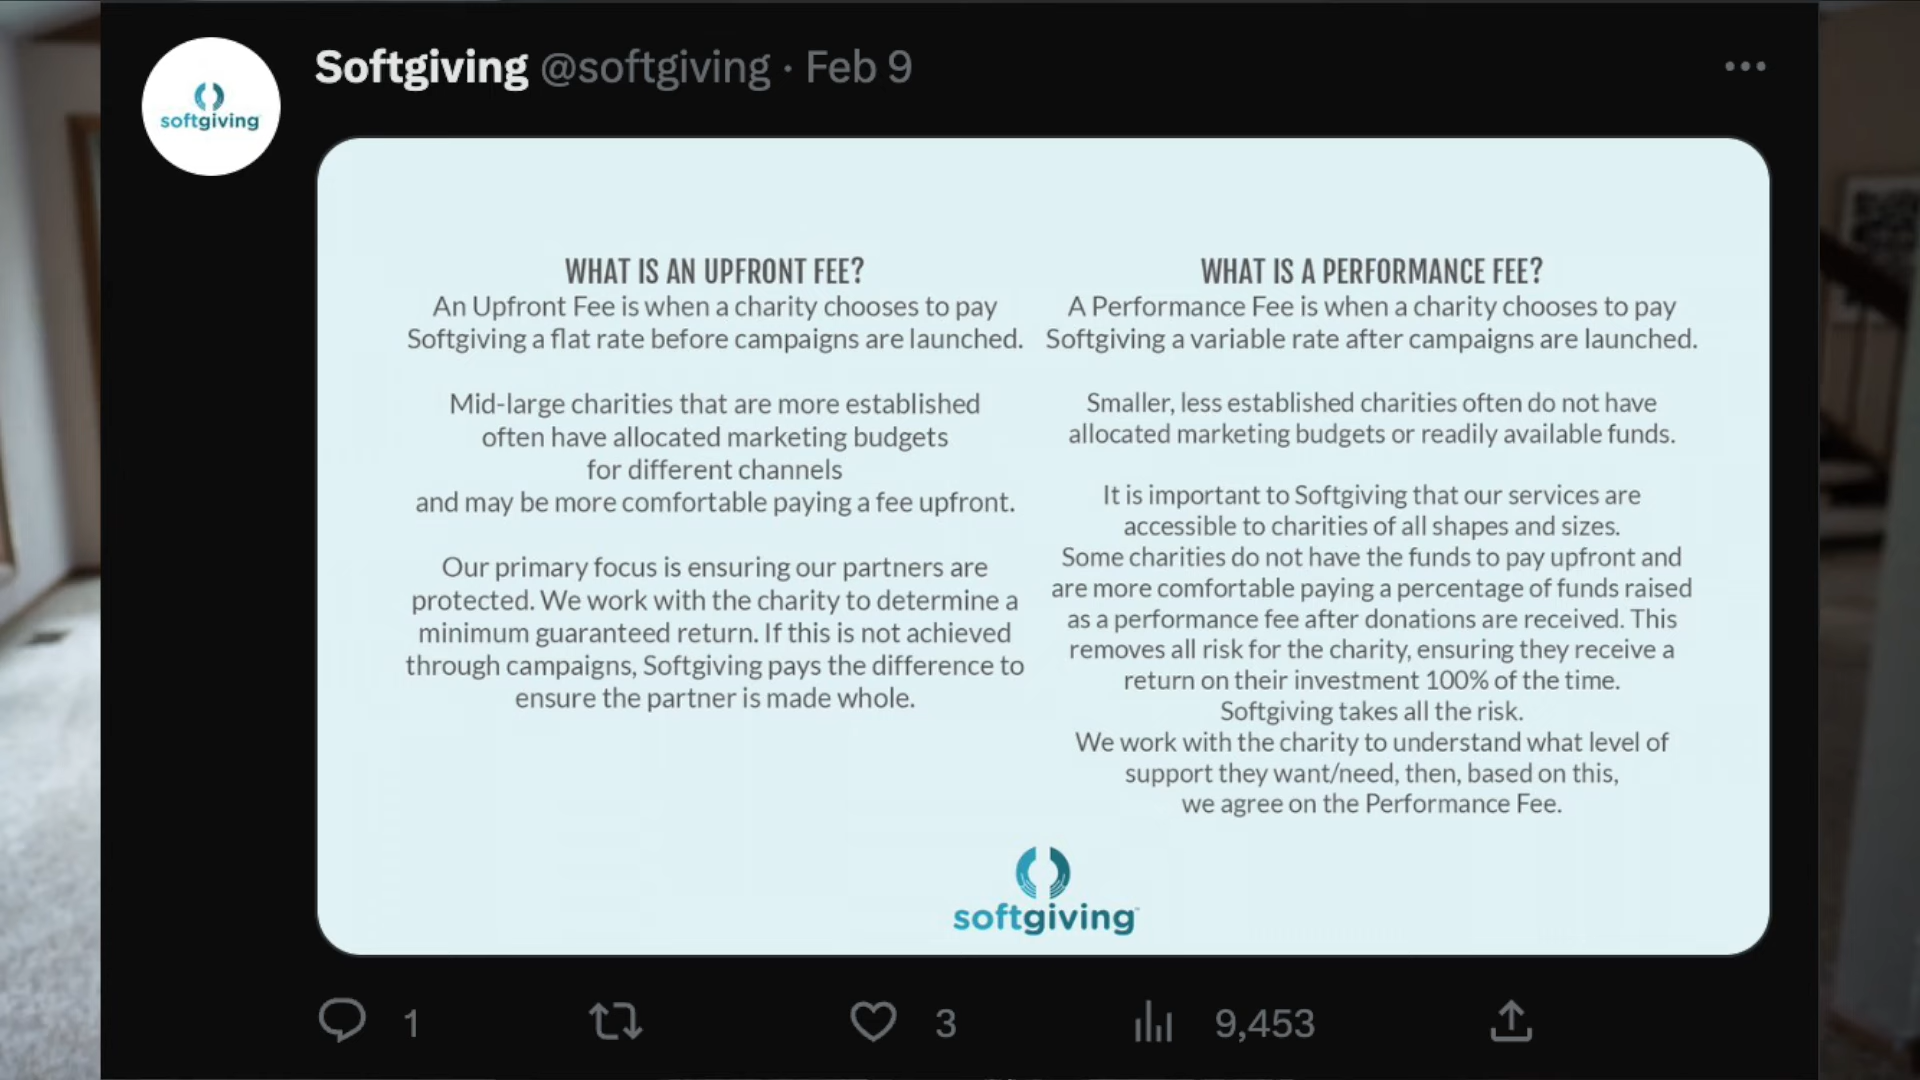 softgiving
Softgiving @softgiving · Feb 9
WHAT IS AN UPFRONT FEE?
An Upfront Fee is when a charity chooses to pay
Softgiving a flat rate before campaigns are launched.
Mid-large charities that are more established
often have allocated marketing budgets
for different channels
and may be more comfortable paying a fee upfront.
Our primary focus is ensuring our partners are
protected. We work with the charity to determine a
minimum guaranteed return. If this is not achieved
through campaigns, Softgiving pays the difference to
ensure the partner is made whole.
WHAT IS A PERFORMANCE FEE?
A Performance Fee is when a charity chooses to pay
Softgiving a variable rate after campaigns are launched.
Smaller, less established charities often do not have
allocated marketing budgets or readily available funds.
It is important to Softgiving that our services are
accessible to charities of all shapes and sizes.
Some charities do not have the funds to pay upfront and
are more comfortable paying a percentage of funds raised
as a performance fee after donations are received. This
removes all risk for the charity, ensuring they receive a
return on their investment 100% of the time.
Softgiving takes all the risk.
We work with the charity to understand what level of
support they want/need, then, based on this,
we agree on the Performance Fee.
softgiving
1
3
9,453